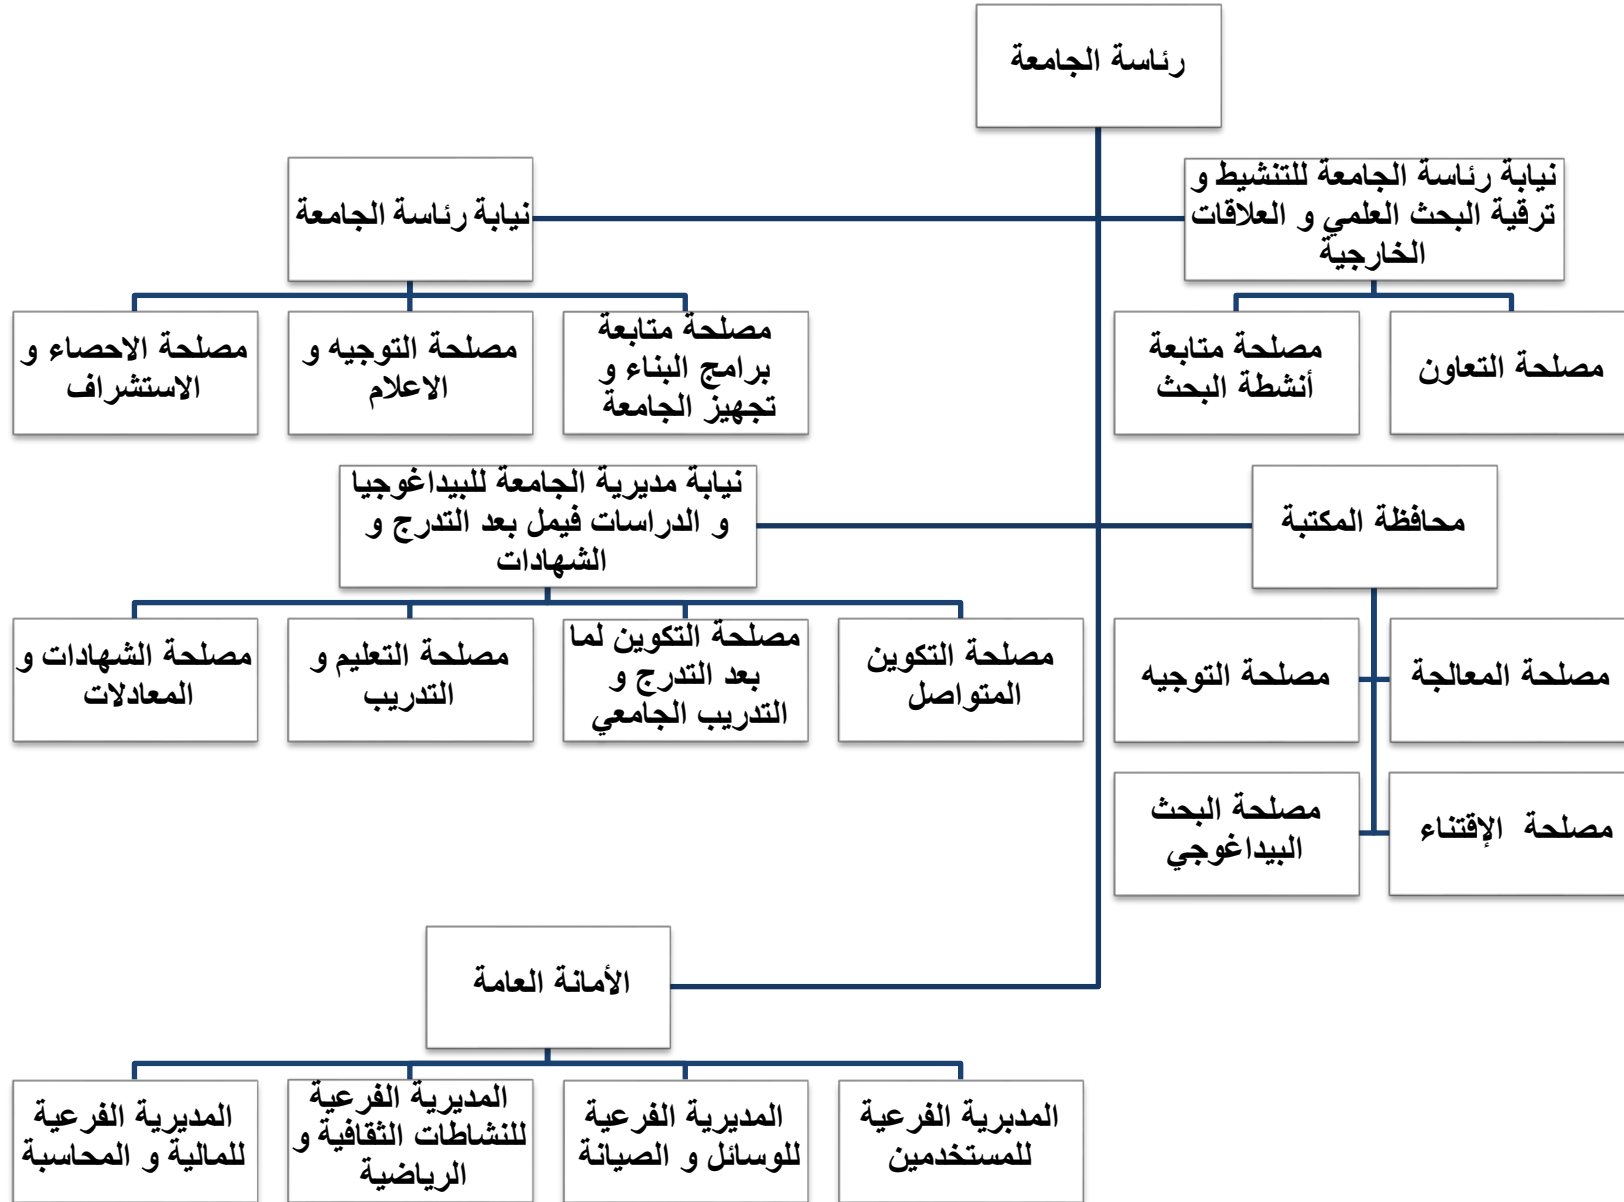 رئاسة الجامعة
نيابة رئاسة الجامعة للتنشيط و
ترقية البحث العلمي و العلاقات
الخارجية
نيابة رئاسة الجامعة
مصلحة التعاون
مصلحة متابعة
أنشطة البحث
مصلحة متابعة
برامج البناء و
تجهيز الجامعة
مصلحة التوجيه و
الاعلام
مصلحة الاحصاء و
الاستشراف
محافظة المكتبة
نيابة مديرية الجامعة للبيداغوجيا
و الدراسات فيمل بعد التدرج و
الشهادات
مصلحة المعالجة
مصلحة التوجيه
مصلحة التكوين
المتواصل
مصلحة التكوين لما
بعد التدرج و
التدريب الجامعي
مصلحة التعليم و
التدريب
مصلحة الشهادات و
المعادلات
مصلحة الإقتناء
مصلحة البحث
البيداغوجي
الأمانة العامة
المدبرية الفرعية
للمستخدمين
المديرية الفرعية
للوسائل و الصيانة
المديرية الفرعية
للنشاطات الثقافية و
الرياضية
المديرية الفرعية
للمالية و المحاسبة